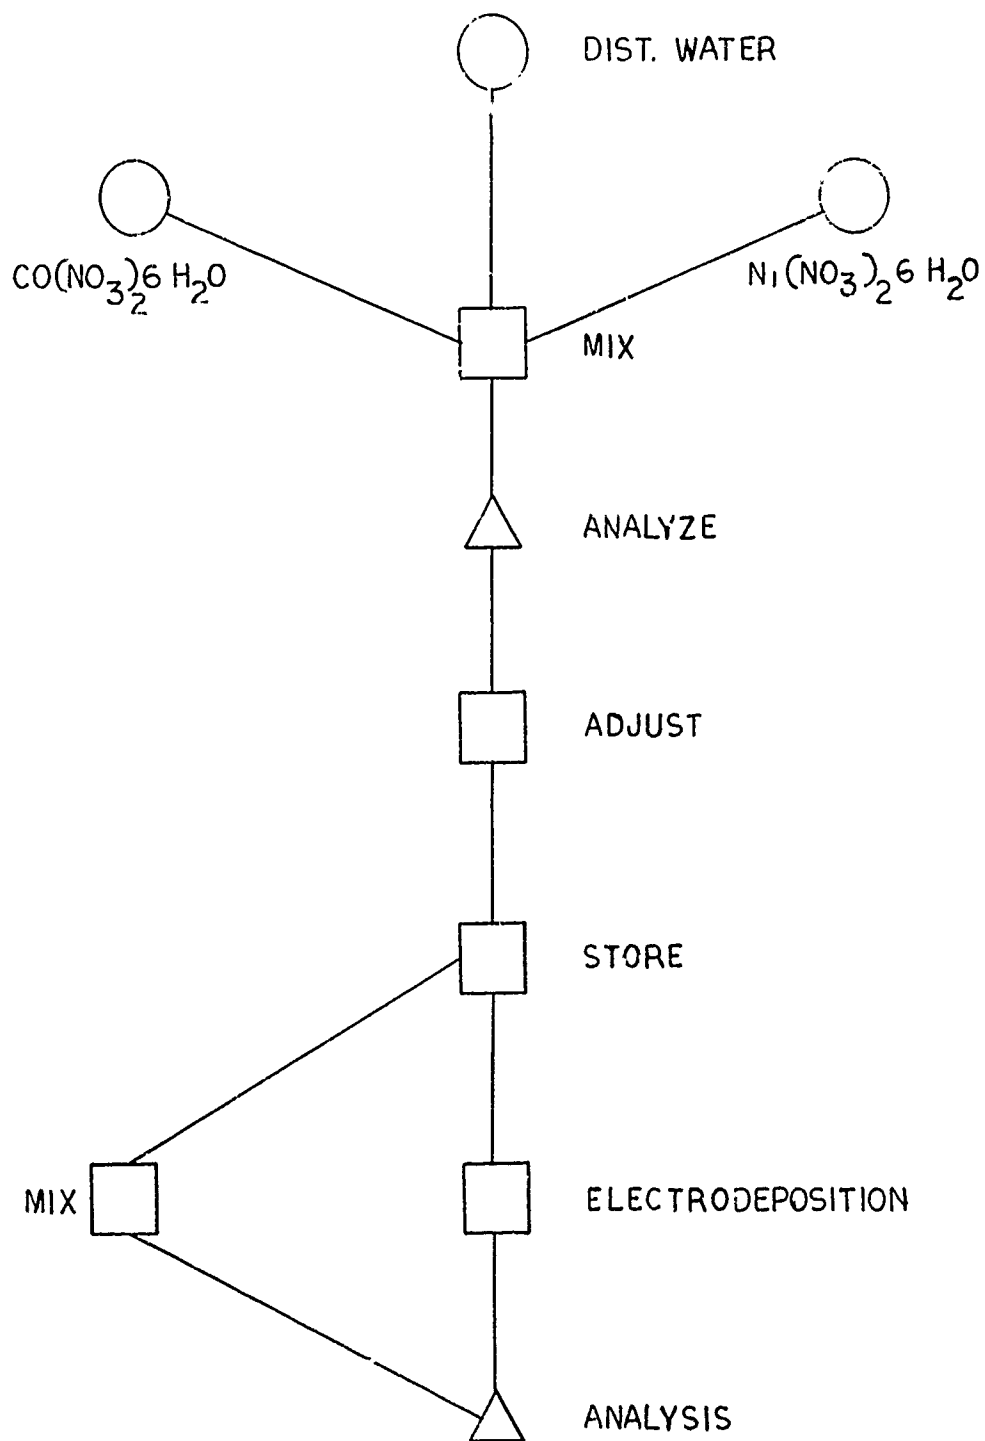 DIST. WATER
CO(NO3)2 6 H2O
Ni(NO3)2 6 H2O
MIX
ANALYZE
ADJUST
STORE
MIX
ELECTRODEPOSITION
ANALYSIS